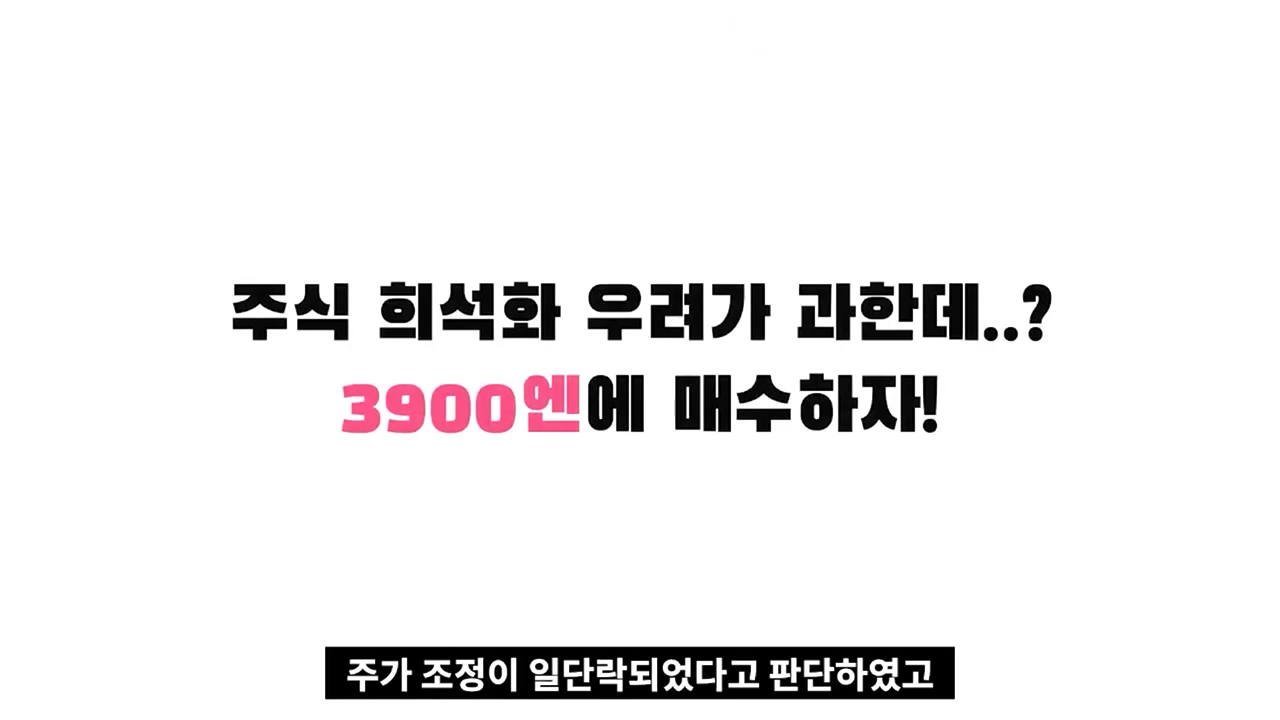 주식 희석화 우려가 과한데..?
3900엔에 매수하자!
주가 조정이 일단락되었다고 판단하였고